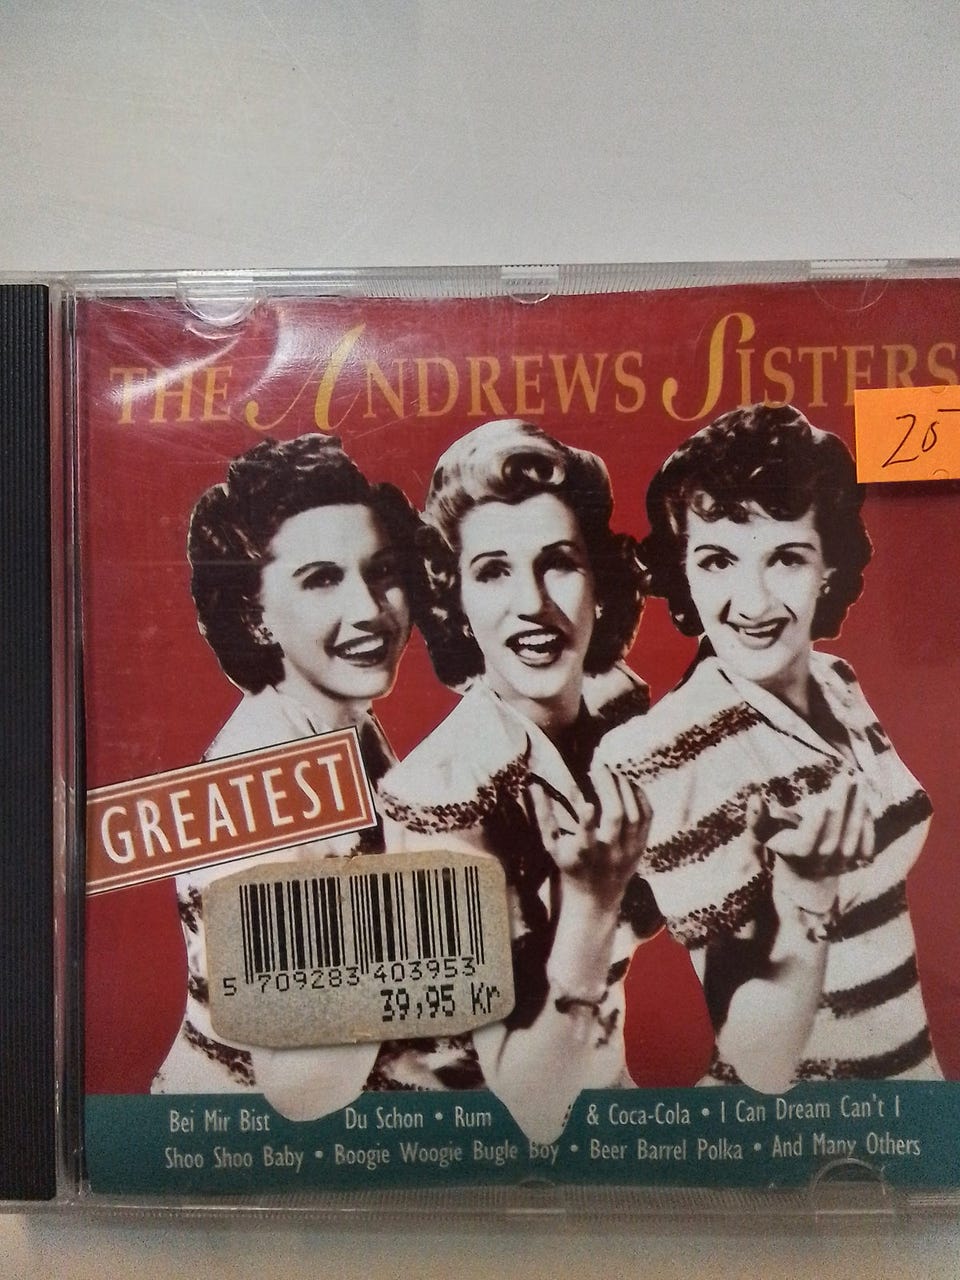 THE ANDREWS SISTERS
20-
GREATEST
5 709283 403953
39,95 Kr
Bei Mir Bist Du Schon • Rum & Coca-Cola • I Can Dream Can't I
Shoo Shoo Baby • Boogie Woogie Bugle Boy • Beer Barrel Polka • And Many Others